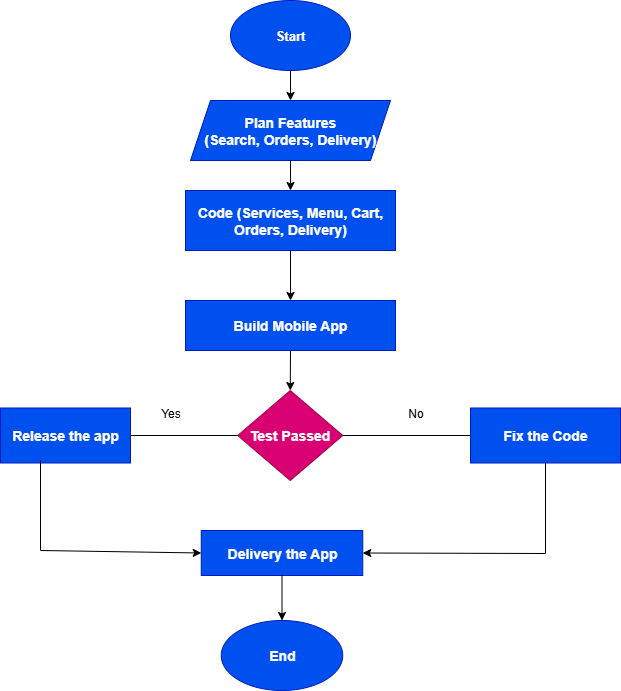 Start
Plan Features
(Search, Orders, Delivery)
Code (Services, Menu, Cart,
Orders, Delivery)
Build Mobile App
Yes
No
Release the app
Test Passed
Fix the Code
Delivery the App
End